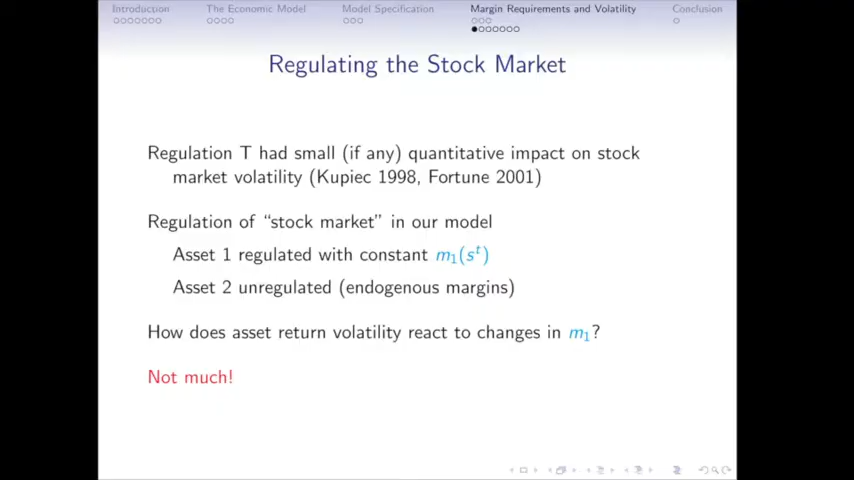 Introduction The Economic Model Model Specification Margin Requirements and Volatility Conclusion
Regulating the Stock Market
Regulation T had small (if any) quantitative impact on stock
market volatility (Kupiec 1998, Fortune 2001)
Regulation of “stock market” in our model
Asset 1 regulated with constant m₁(sᵗ)
Asset 2 unregulated (endogenous margins)
How does asset return volatility react to changes in m₁?
Not much!